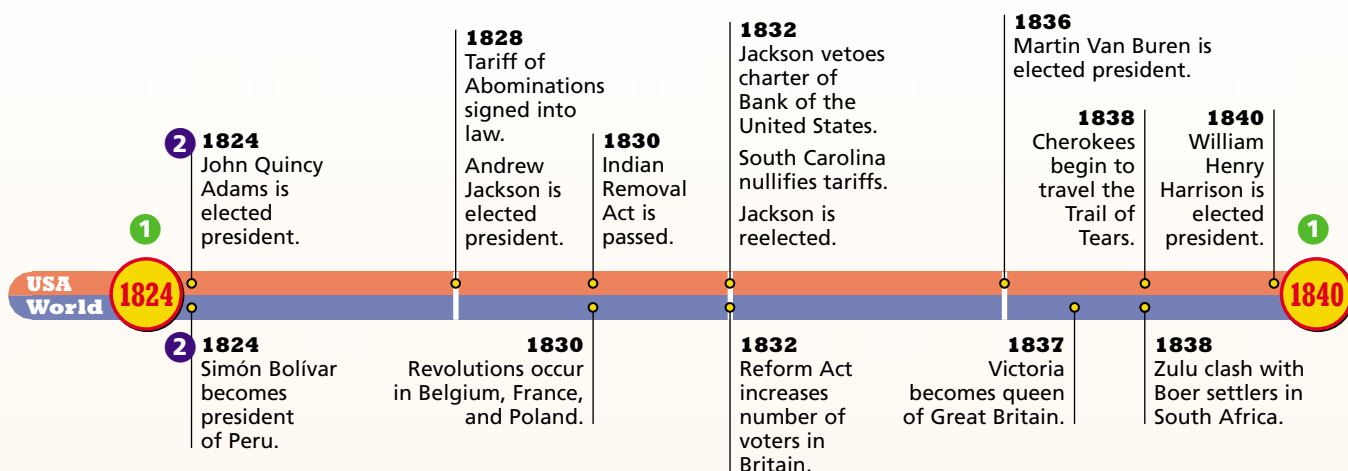 1828
Tariff of
Abominations
signed into
law.
Andrew
Jackson is
elected
president.
1832
Jackson vetoes
charter of
Bank of the
United States.
South Carolina
nullifies tariffs.
Jackson is
reelected.
1836
Martin Van Buren is
elected president.
2
1824
John Quincy
Adams is
elected
president.
1830
Indian
Removal
Act is
passed.
1838
Cherokees
begin to
travel the
Trail of
Tears.
1840
William
Henry
Harrison is
elected
president.
1
1
USA
World
1824
1840
2
1824
Simón Bolívar
becomes
president
of Peru.
1830
Revolutions occur
in Belgium, France,
and Poland.
1832
Reform Act
increases
number of
voters in
Britain.
1837
Victoria
becomes queen
of Great Britain.
1838
Zulu clash with
Boer settlers in
South Africa.